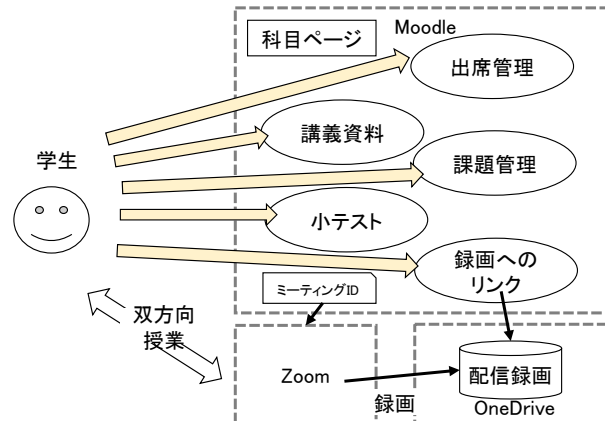 Moodle
科目ページ
出席管理
講義資料
学生
課題管理
小テスト
録画への
リンク
ミーティングID
双方向
授業
Zoom
配信録画
録画
OneDrive